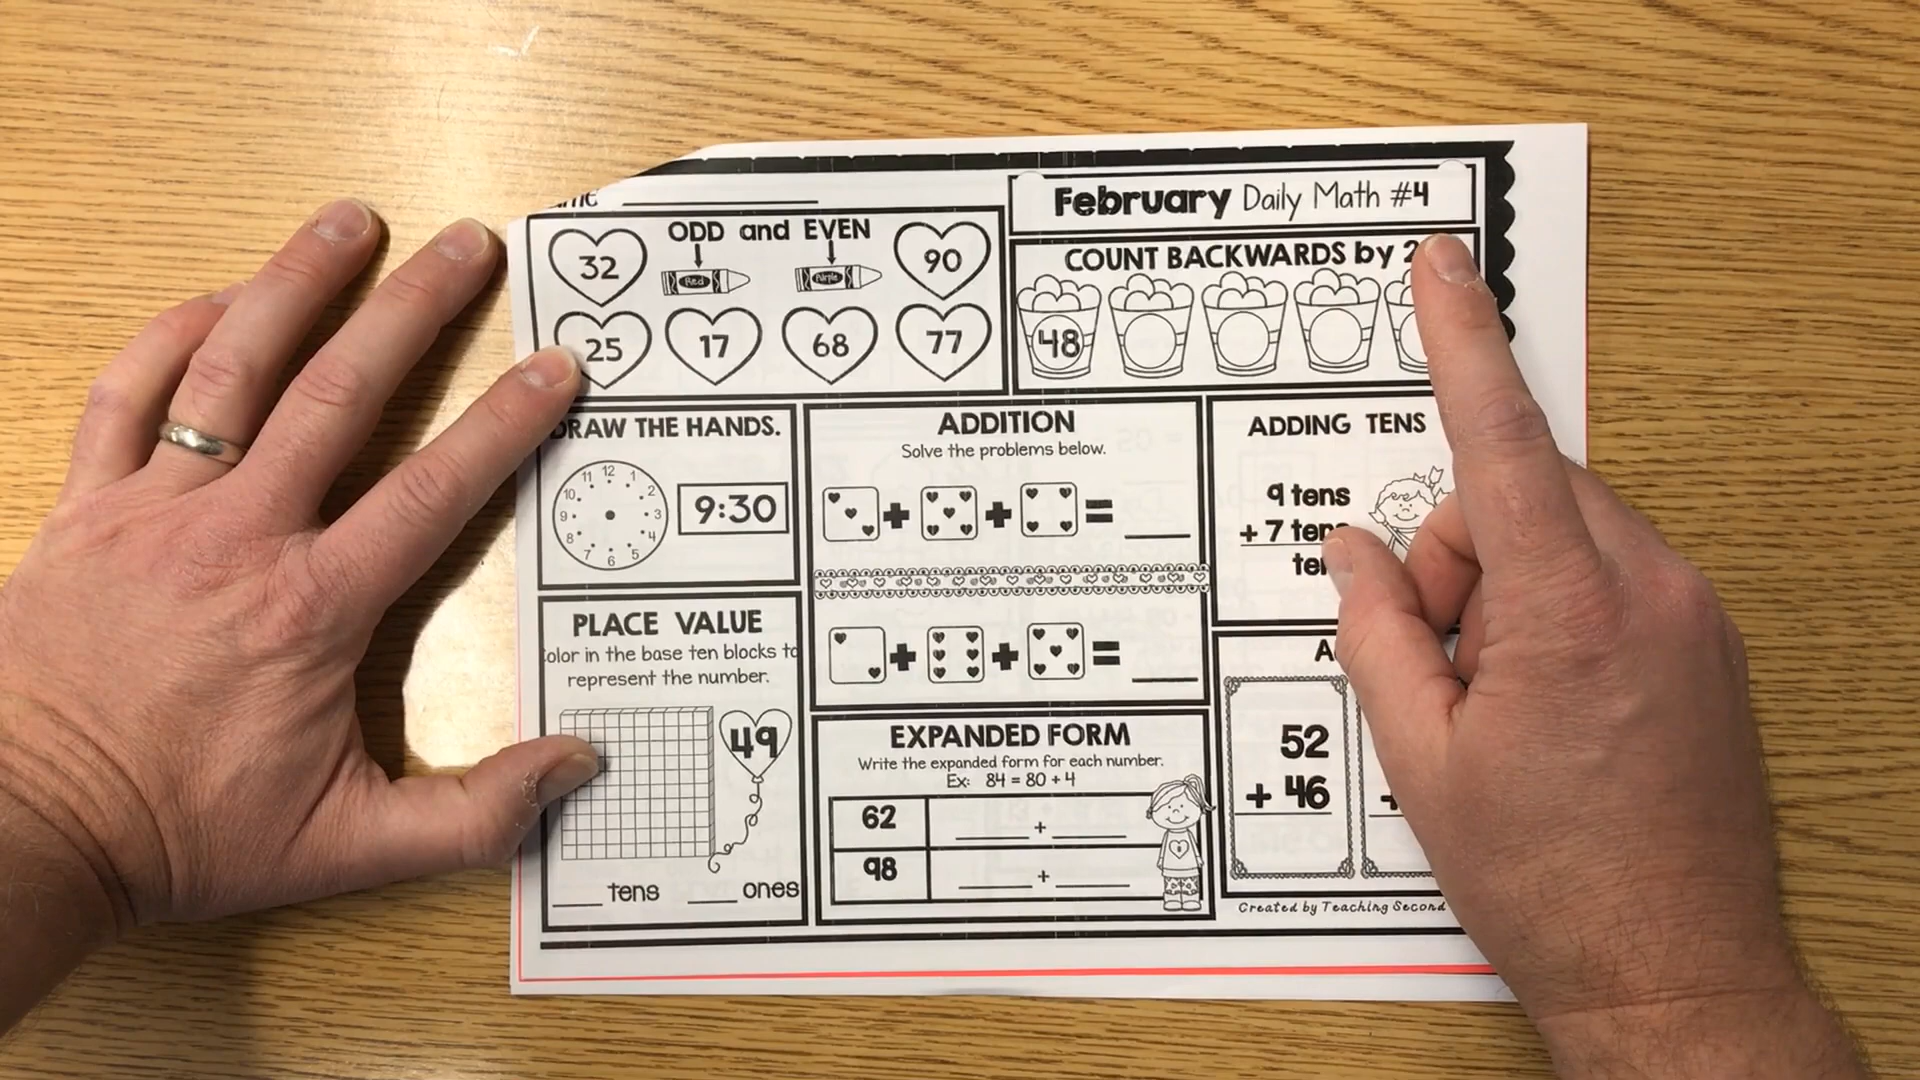 February Daily Math #4
ODD and EVEN
Red
Purple
32
90
25
17
68
77
COUNT BACKWARDS by
48
DRAW THE HANDS.
11 12 1
10 2
9 3
8 4
7 6 5
9:30
ADDITION
Solve the problems below.
+ + =
+ + =
ADDING TENS
9 tens
+ 7 tens
PLACE VALUE
Color in the base ten blocks to
represent the number.
49
tens ones
EXPANDED FORM
Write the expanded form for each number.
Ex: 84 = 80 + 4
62 +
98 +
52
+ 46
Created by Teaching Second